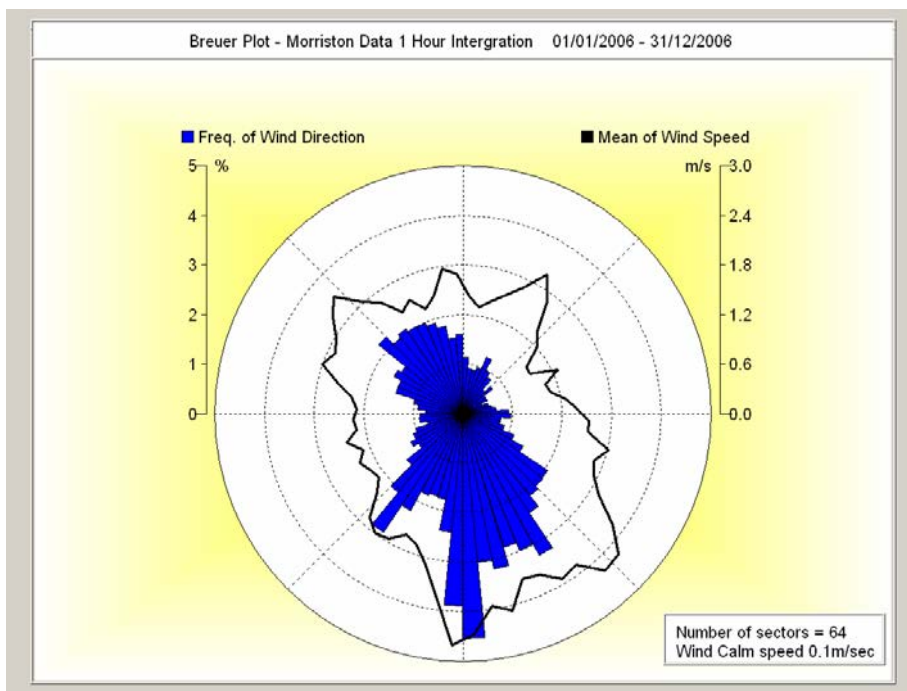 Breuer Plot - Morriston Data 1 Hour Intergration 01/01/2006 - 31/12/2006
Freq. of Wind Direction
Mean of Wind Speed
5 %
4
3
2
1
0
m/s 3.0
2.4
1.8
1.2
0.6
0.0
Number of sectors = 64
Wind Calm speed 0.1m/sec